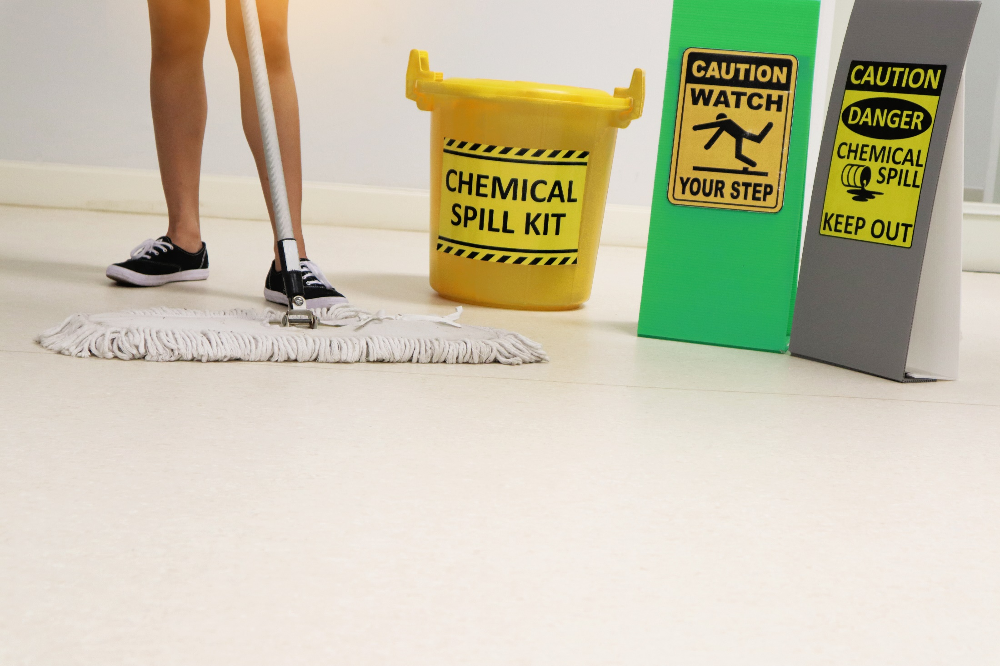 CHEMICAL
SPILL KIT
CAUTION
WATCH
YOUR STEP
CAUTION
DANGER
CHEMICAL
SPILL
KEEP OUT